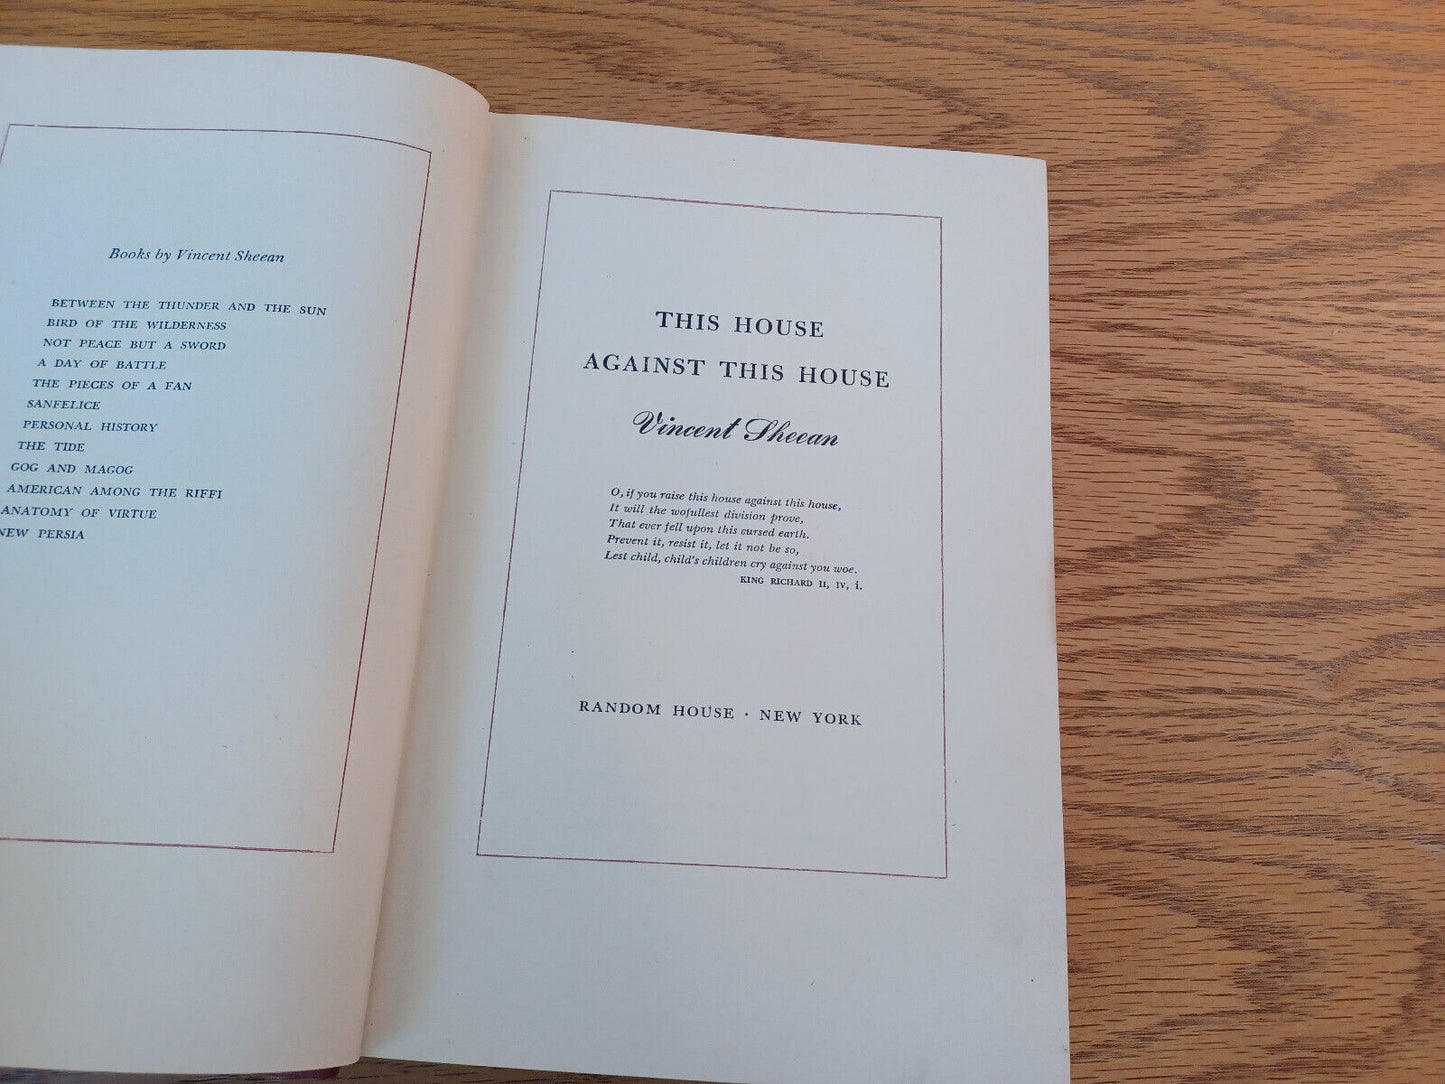 Books by Vincent Sheean
BETWEEN THE THUNDER AND THE SUN
BIRD OF THE WILDERNESS
NOT PEACE BUT A SWORD
A DAY OF BATTLE
THE PIECES OF A FAN
SANFELICE
PERSONAL HISTORY
THE TIDE
GOG AND MAGOG
AMERICAN AMONG THE RIFFI
ANATOMY OF VIRTUE
NEW PERSIA
THIS HOUSE
AGAINST THIS HOUSE
Vincent Sheean
O, if you raise this house against this house,
It will the wofullest division prove,
That ever fell upon this cursed earth.
Prevent it, resist it, let it not be so,
Lest child, child's children cry against you woe.
KING RICHARD II, IV, i.
RANDOM HOUSE · NEW YORK